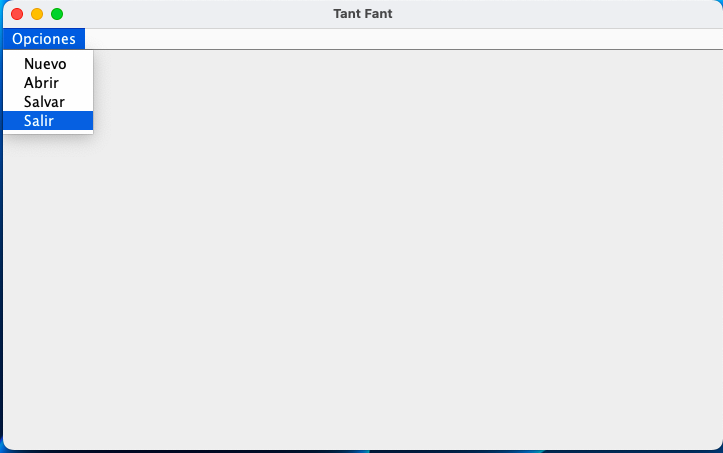 Tant Fant
Opciones
Nuevo
Abrir
Salvar
Salir